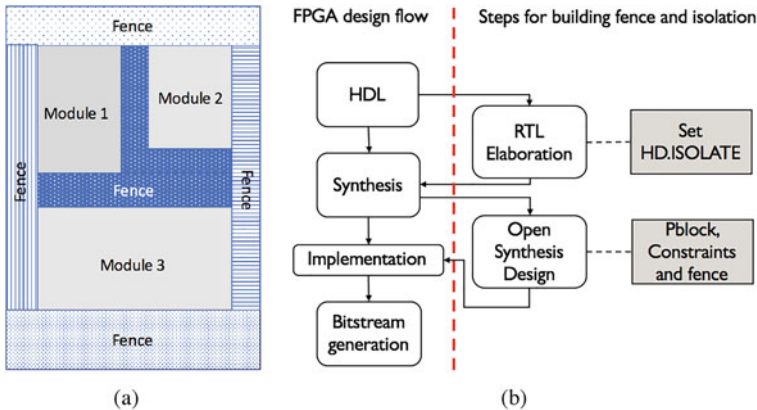 Fence
Module 1
Module 2
Fence
Fence
Fence
Module 3
Fence
(a)
FPGA design flow
Steps for building fence and isolation
HDL
RTL
Elaboration
Set
HD.ISOLATE
Synthesis
Open
Synthesis
Design
Pblock,
Constraints
and fence
Implementation
Bitstream
generation
(b)